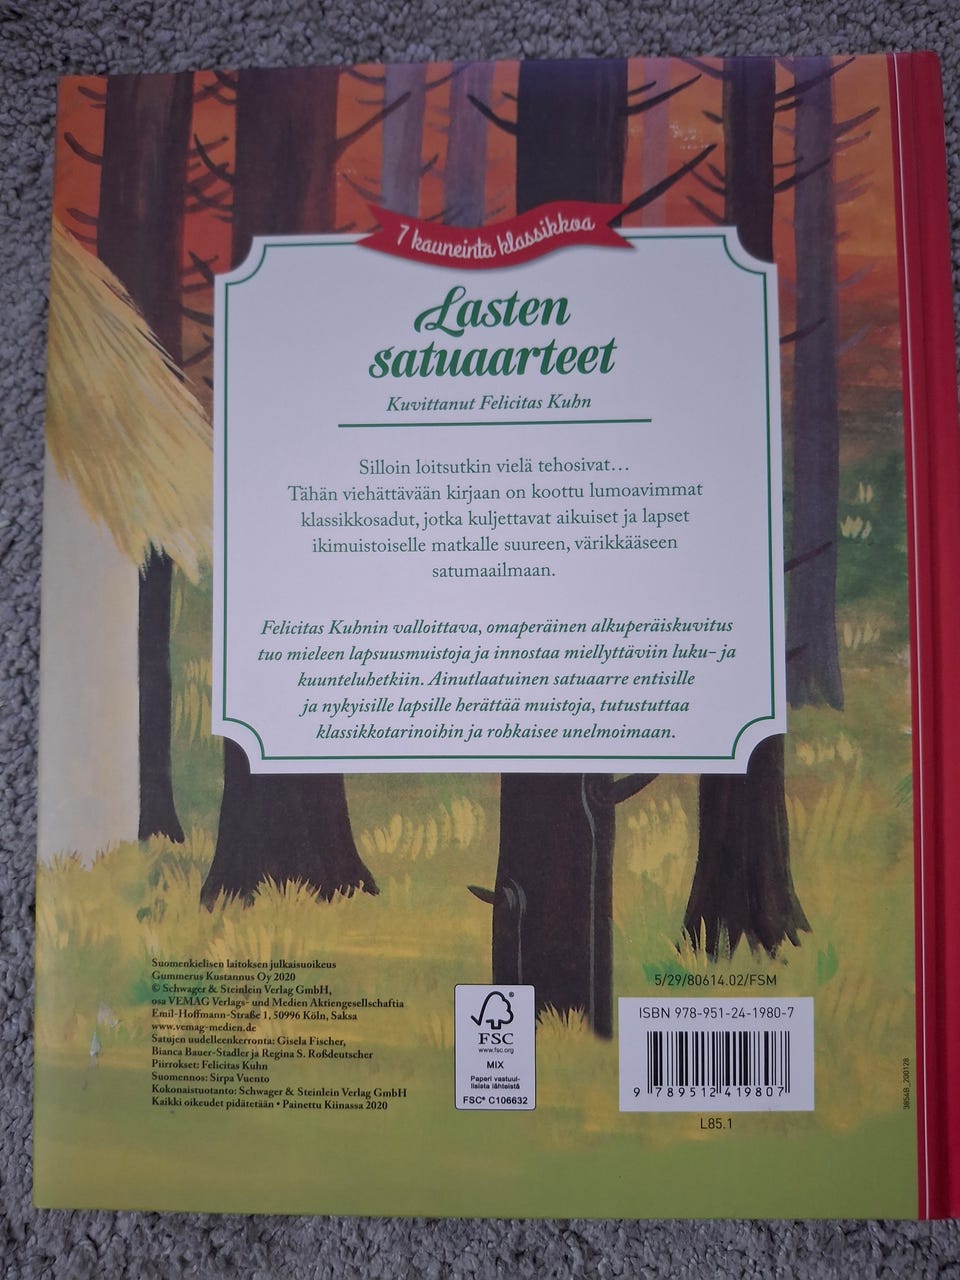 7 kauneinta klassikkoa
Lasten
satuaarteet
Kuvittanut Felicitas Kuhn
Silloin loitsutkin vielä tehosivat…
Tähän viehättävään kirjaan on koottu lumoavimmat
klassikkosadut, jotka kuljettavat aikuiset ja lapset
ikimuistoiselle matkalle suureen, värikkääseen
satumaailmaan.
Felicitas Kuhnin valloittava, omaperäinen alkuperäiskuvitus
tuo mieleen lapsuusmuistoja ja innostaa miellyttäviin luku- ja
kuunteluhetkiin. Ainutlaatuinen satuaarre entisille
ja nykyisille lapsille herättää muistoja, tutustuttaa
klassikkotarinoihin ja rohkaisee unelmoimaan.
Suomenkielisen laitoksen julkaisuoikeus
Gummerus Kustannus Oy 2020
© Schwager & Steinlein Verlag GmbH,
osa VEMAG Verlags- und Medien Aktiengesellschaftia
Emil-Hoffmann-Straße 1, 50996 Köln, Saksa
www.vemag-medien.de
Satujen uudelleenkerronta: Gisela Fischer,
Bianca Bauer-Stadler ja Regina S. Roßdeutscher
Piirrokset: Felicitas Kuhn
Suomennos: Sirpa Vuento
Kokonaistuotanto: Schwager & Steinlein Verlag GmbH
Kaikki oikeudet pidätetään • Painettu Kiinassa 2020
®
FSC
www.fsc.org
MIX
Paperi vastuul-
lisista lähteistä
FSC® C106632
5/29/80614.02/FSM
ISBN 978-951-24-1980-7
9 789512 419807
L85.1
3854B_200128